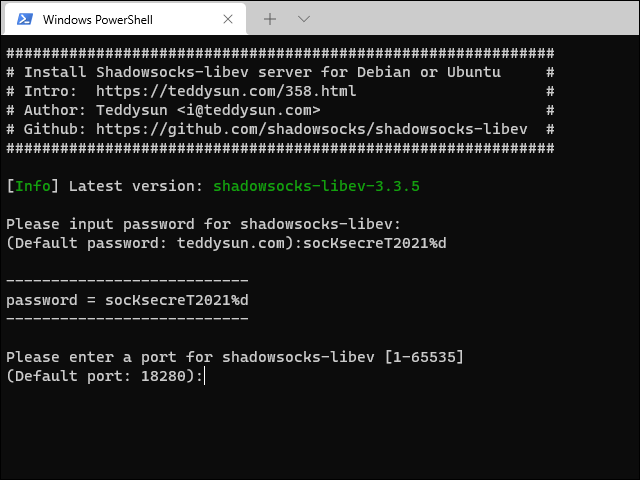 Windows PowerShell
#############################################################
# Install Shadowsocks-libev server for Debian or Ubuntu     #
# Intro:  https://teddysun.com/358.html                     #
# Author: Teddysun <i@teddysun.com>                         #
# Github: https://github.com/shadowsocks/shadowsocks-libev  #
#############################################################
[Info] Latest version: shadowsocks-libev-3.3.5
Please input password for shadowsocks-libev:
(Default password: teddysun.com):socKsecreT2021%d
---------------------------
password = socKsecreT2021%d
---------------------------
Please enter a port for shadowsocks-libev [1-65535]
(Default port: 18280):